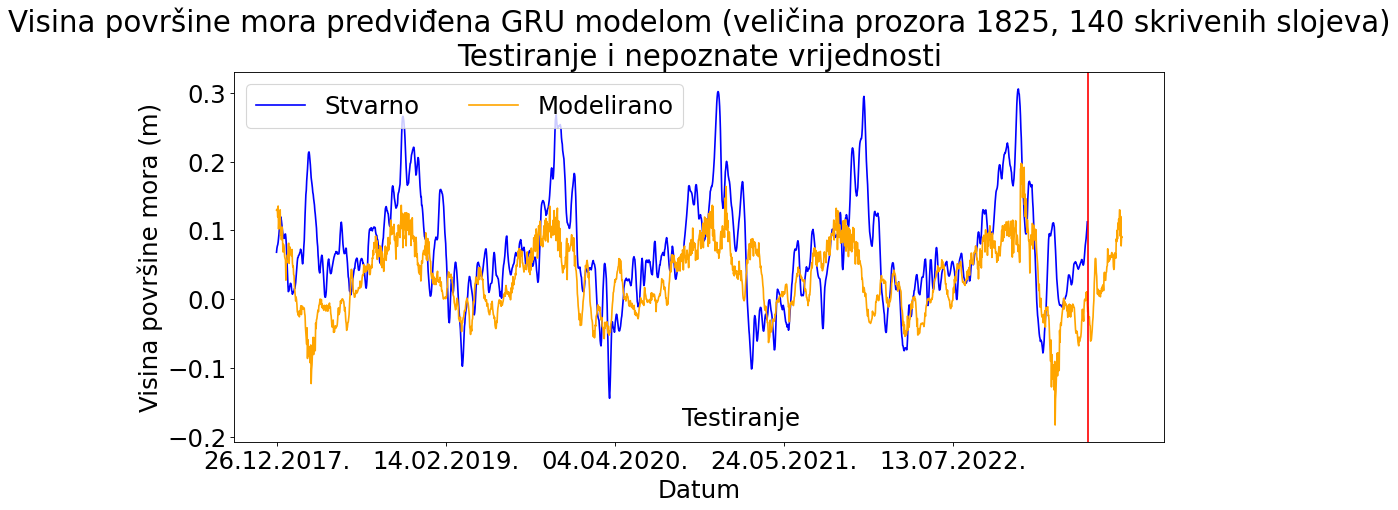 Visina površine mora predviđena GRU modelom (veličina prozora 1825, 140 skrivenih slojeva)
Testiranje i nepoznate vrijednosti
Stvarno Modelirano
Visina površine mora (m)
0.3
0.2
0.1
0.0
−0.1
−0.2
Testiranje
26.12.2017. 14.02.2019. 04.04.2020. 24.05.2021. 13.07.2022.
Datum